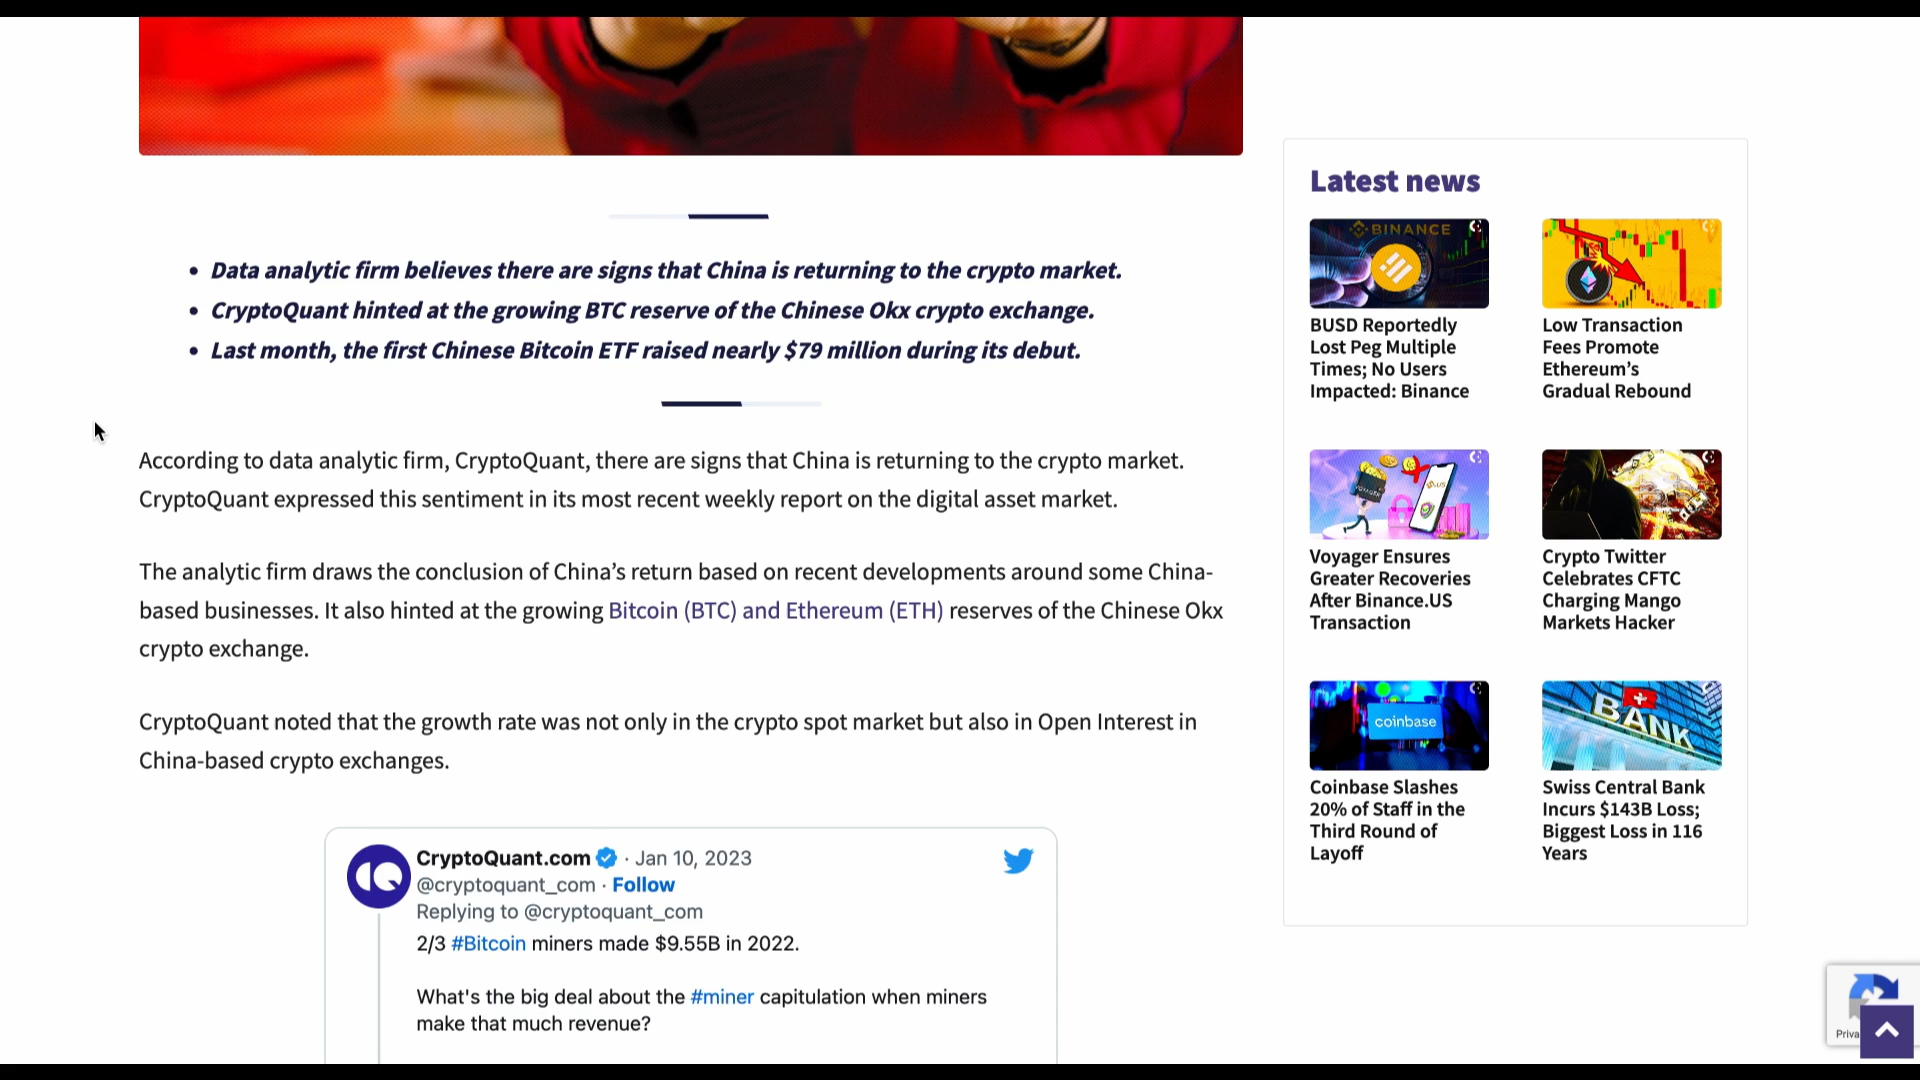 Data analytic firm believes there are signs that China is returning to the crypto market.
CryptoQuant hinted at the growing BTC reserve of the Chinese Okx crypto exchange.
Last month, the first Chinese Bitcoin ETF raised nearly $79 million during its debut.
According to data analytic firm, CryptoQuant, there are signs that China is returning to the crypto market.
CryptoQuant expressed this sentiment in its most recent weekly report on the digital asset market.
The analytic firm draws the conclusion of China’s return based on recent developments around some China-
based businesses. It also hinted at the growing Bitcoin (BTC) and Ethereum (ETH) reserves of the Chinese Okx
crypto exchange.
CryptoQuant noted that the growth rate was not only in the crypto spot market but also in Open Interest in
China-based crypto exchanges.
CryptoQuant.com · Jan 10, 2023
@cryptoquant_com · Follow
Replying to @cryptoquant_com
2/3 #Bitcoin miners made $9.55B in 2022.
What's the big deal about the #miner capitulation when miners
make that much revenue?
Latest news
BINANCE
BUSD Reportedly
Lost Peg Multiple
Times; No Users
Impacted: Binance
Low Transaction
Fees Promote
Ethereum’s
Gradual Rebound
Voyager Ensures
Greater Recoveries
After Binance.US
Transaction
Crypto Twitter
Celebrates CFTC
Charging Mango
Markets Hacker
coinbase
Coinbase Slashes
20% of Staff in the
Third Round of
Layoff
BANK
Swiss Central Bank
Incurs $143B Loss;
Biggest Loss in 116
Years